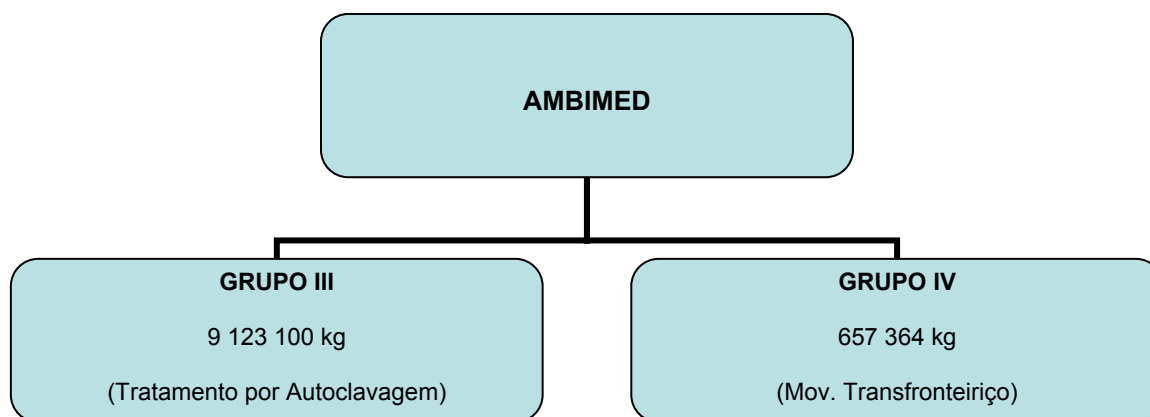 AMBIMED
GRUPO III
9 123 100 kg
(Tratamento por Autoclavagem)
GRUPO IV
657 364 kg
(Mov. Transfronteiriço)